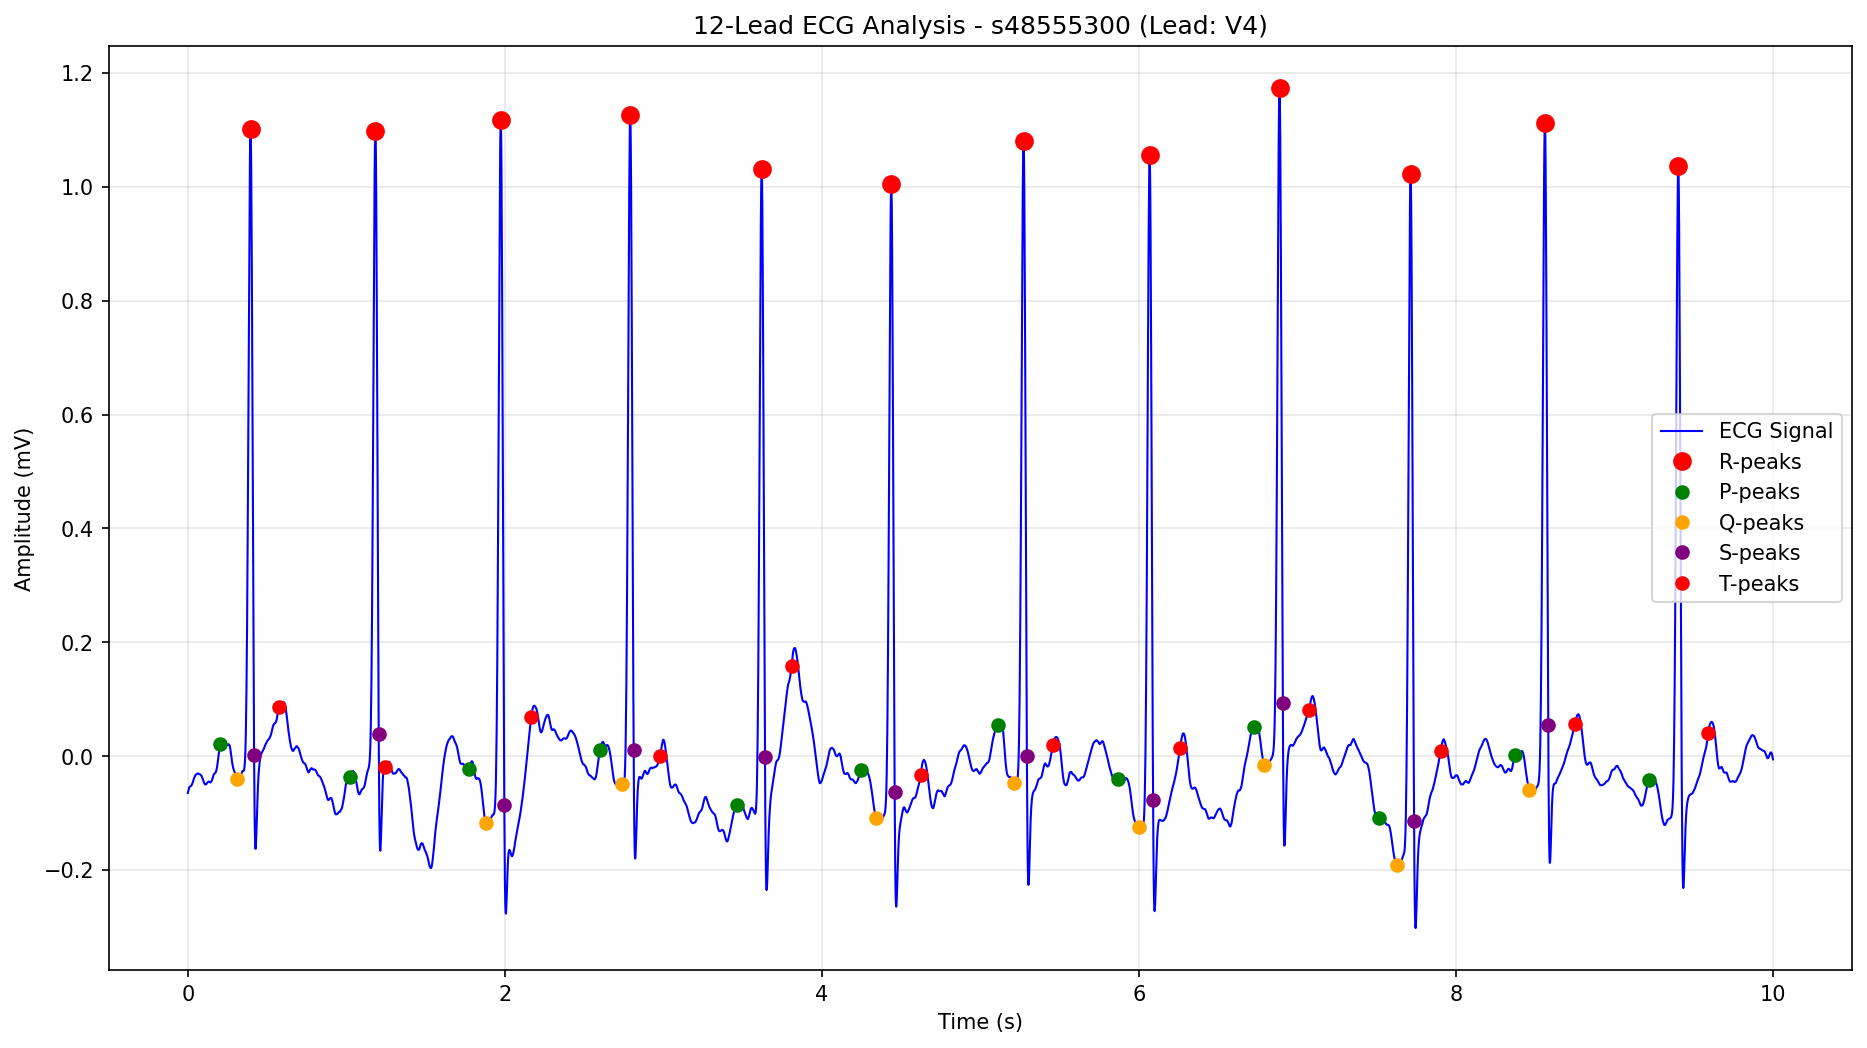 12-Lead ECG Analysis - s48555300 (Lead: V4)
Amplitude (mV)
1.2
1.0
0.8
0.6
0.4
0.2
0.0
−0.2
ECG Signal
R-peaks
P-peaks
Q-peaks
S-peaks
T-peaks
0 2 4 6 8 10
Time (s)